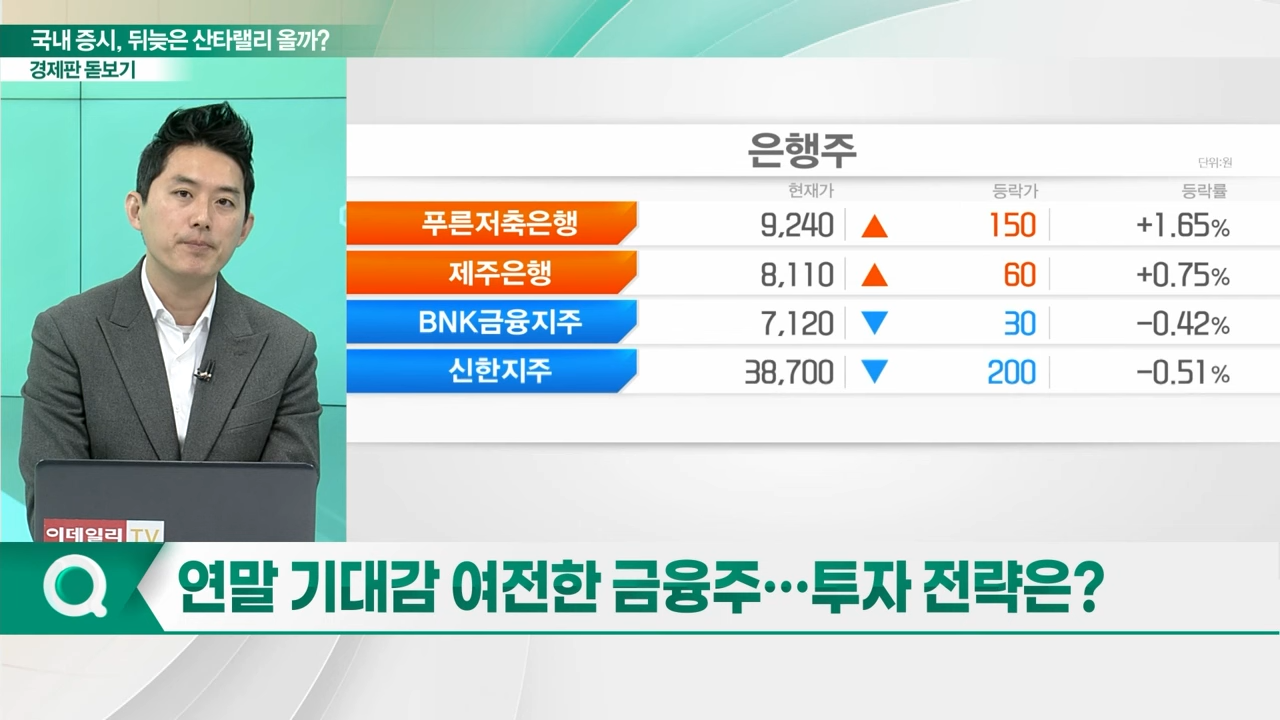 국내 증시, 뒤늦은 산타랠리 올까?
경제판 돋보기
은행주
단위:원
현재가 등락가 등락률
푸른저축은행 9,240 ▲ 150 +1.65%
제주은행 8,110 ▲ 60 +0.75%
BNK금융지주 7,120 ▼ 30 -0.42%
신한지주 38,700 ▼ 200 -0.51%
이데일리 TV
Q 연말 기대감 여전한 금융주…투자 전략은?